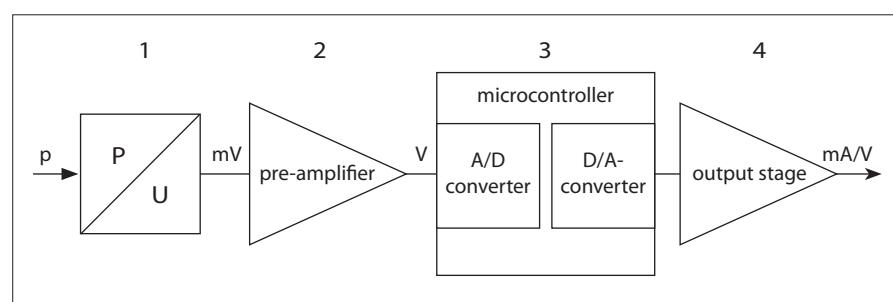 1 2 3 4
microcontroller
p P U mV pre-amplifier V A/D converter D/A- converter output stage mA/V